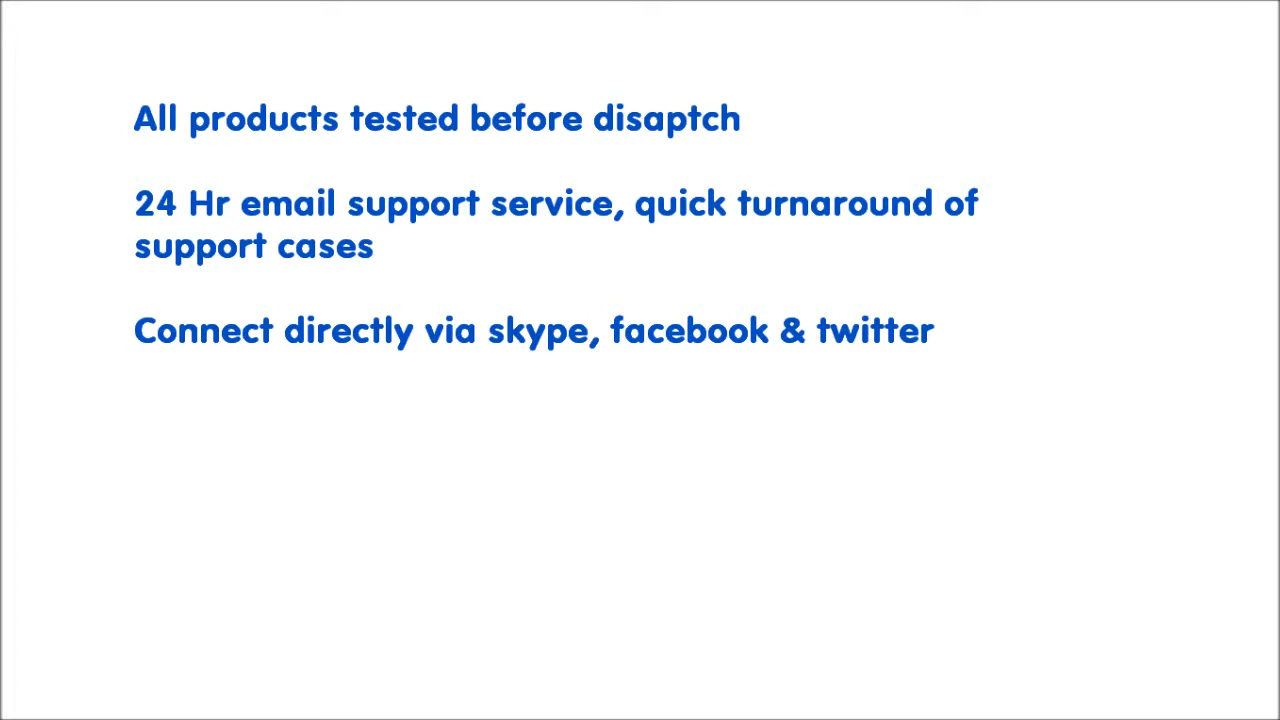 All products tested before disaptch
24 Hr email support service, quick turnaround of
support cases
Connect directly via skype, facebook & twitter